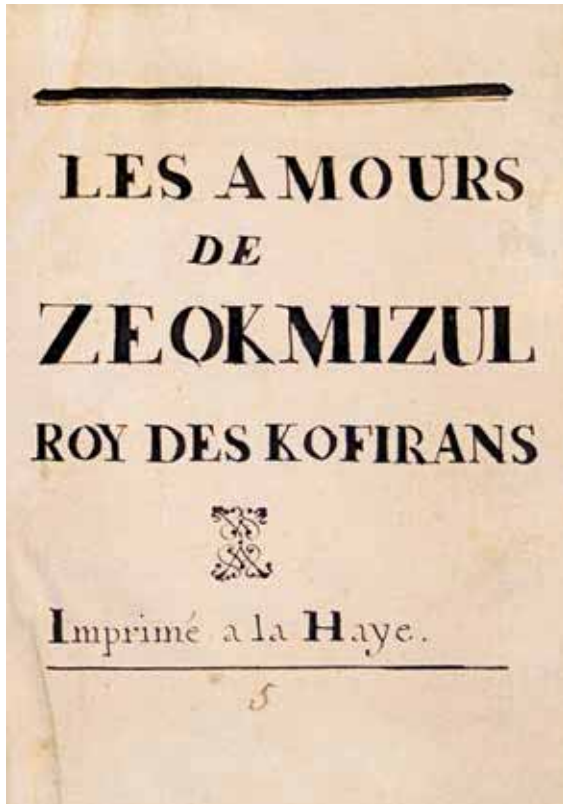 LES AMOURS
DE
ZEOKMIZUL
ROY DES KOFIRANS
Imprimé a la Haye.
5